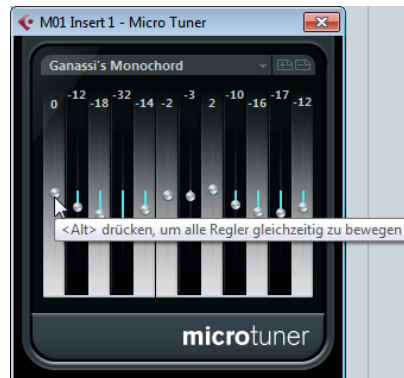 M01 Insert 1 - Micro Tuner
Ganassi's Monochord
0 -12 -18 -32 -14 -2 -3 2 -10 -16 -17 -12
<Alt> drücken, um alle Regler gleichzeitig zu bewegen
microtuner